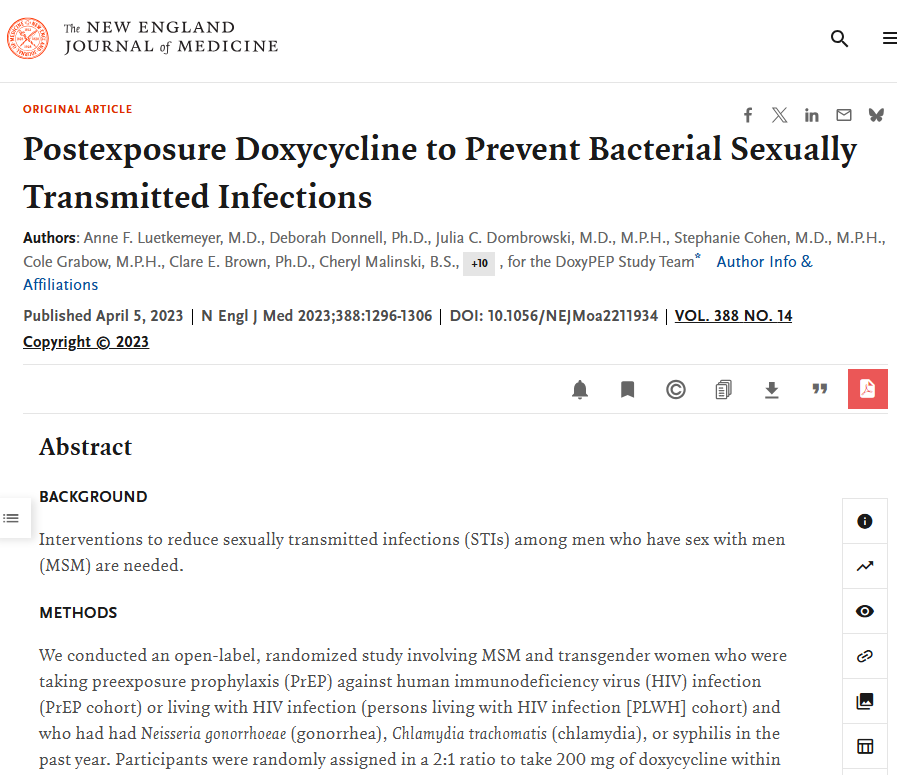 The NEW ENGLAND
JOURNAL of MEDICINE
ORIGINAL ARTICLE
Postexposure Doxycycline to Prevent Bacterial Sexually
Transmitted Infections
Authors: Anne F. Luetkemeyer, M.D., Deborah Donnell, Ph.D., Julia C. Dombrowski, M.D., M.P.H., Stephanie Cohen, M.D., M.P.H.,
Cole Grabow, M.P.H., Clare E. Brown, Ph.D., Cheryl Malinski, B.S., +10 , for the DoxyPEP Study Team* Author Info &
Affiliations
Published April 5, 2023 | N Engl J Med 2023;388:1296-1306 | DOI: 10.1056/NEJMoa2211934 | VOL. 388 NO. 14
Copyright © 2023
Abstract
BACKGROUND
Interventions to reduce sexually transmitted infections (STIs) among men who have sex with men
(MSM) are needed.
METHODS
We conducted an open-label, randomized study involving MSM and transgender women who were
taking preexposure prophylaxis (PrEP) against human immunodeficiency virus (HIV) infection
(PrEP cohort) or living with HIV infection (persons living with HIV infection [PLWH] cohort) and
who had had Neisseria gonorrhoeae (gonorrhea), Chlamydia trachomatis (chlamydia), or syphilis in the
past year. Participants were randomly assigned in a 2:1 ratio to take 200 mg of doxycycline within